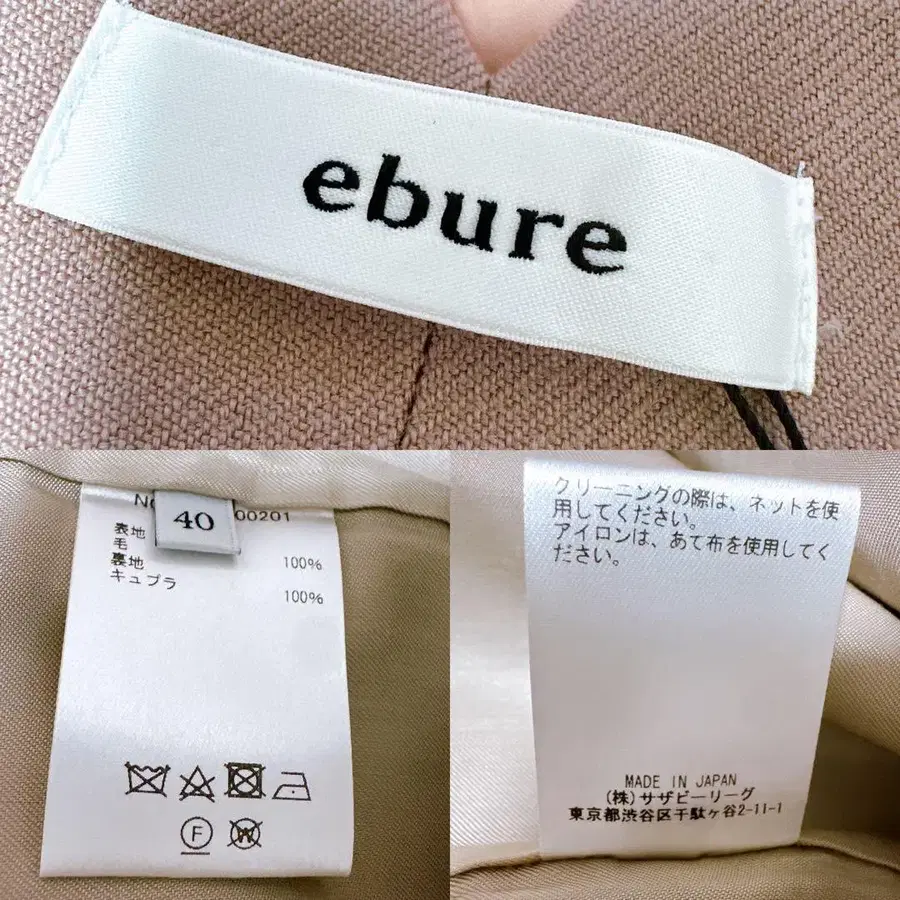 ebure
No
40
00201
表地
毛
100%
裏地
キュプラ
100%
F
W
クリーニングの際は、ネットを使
用してください。
アイロンは、あて布を使用してく
ださい。
MADE IN JAPAN
(株)サザビーリーグ
東京都渋谷区千駄ヶ谷2-11-1